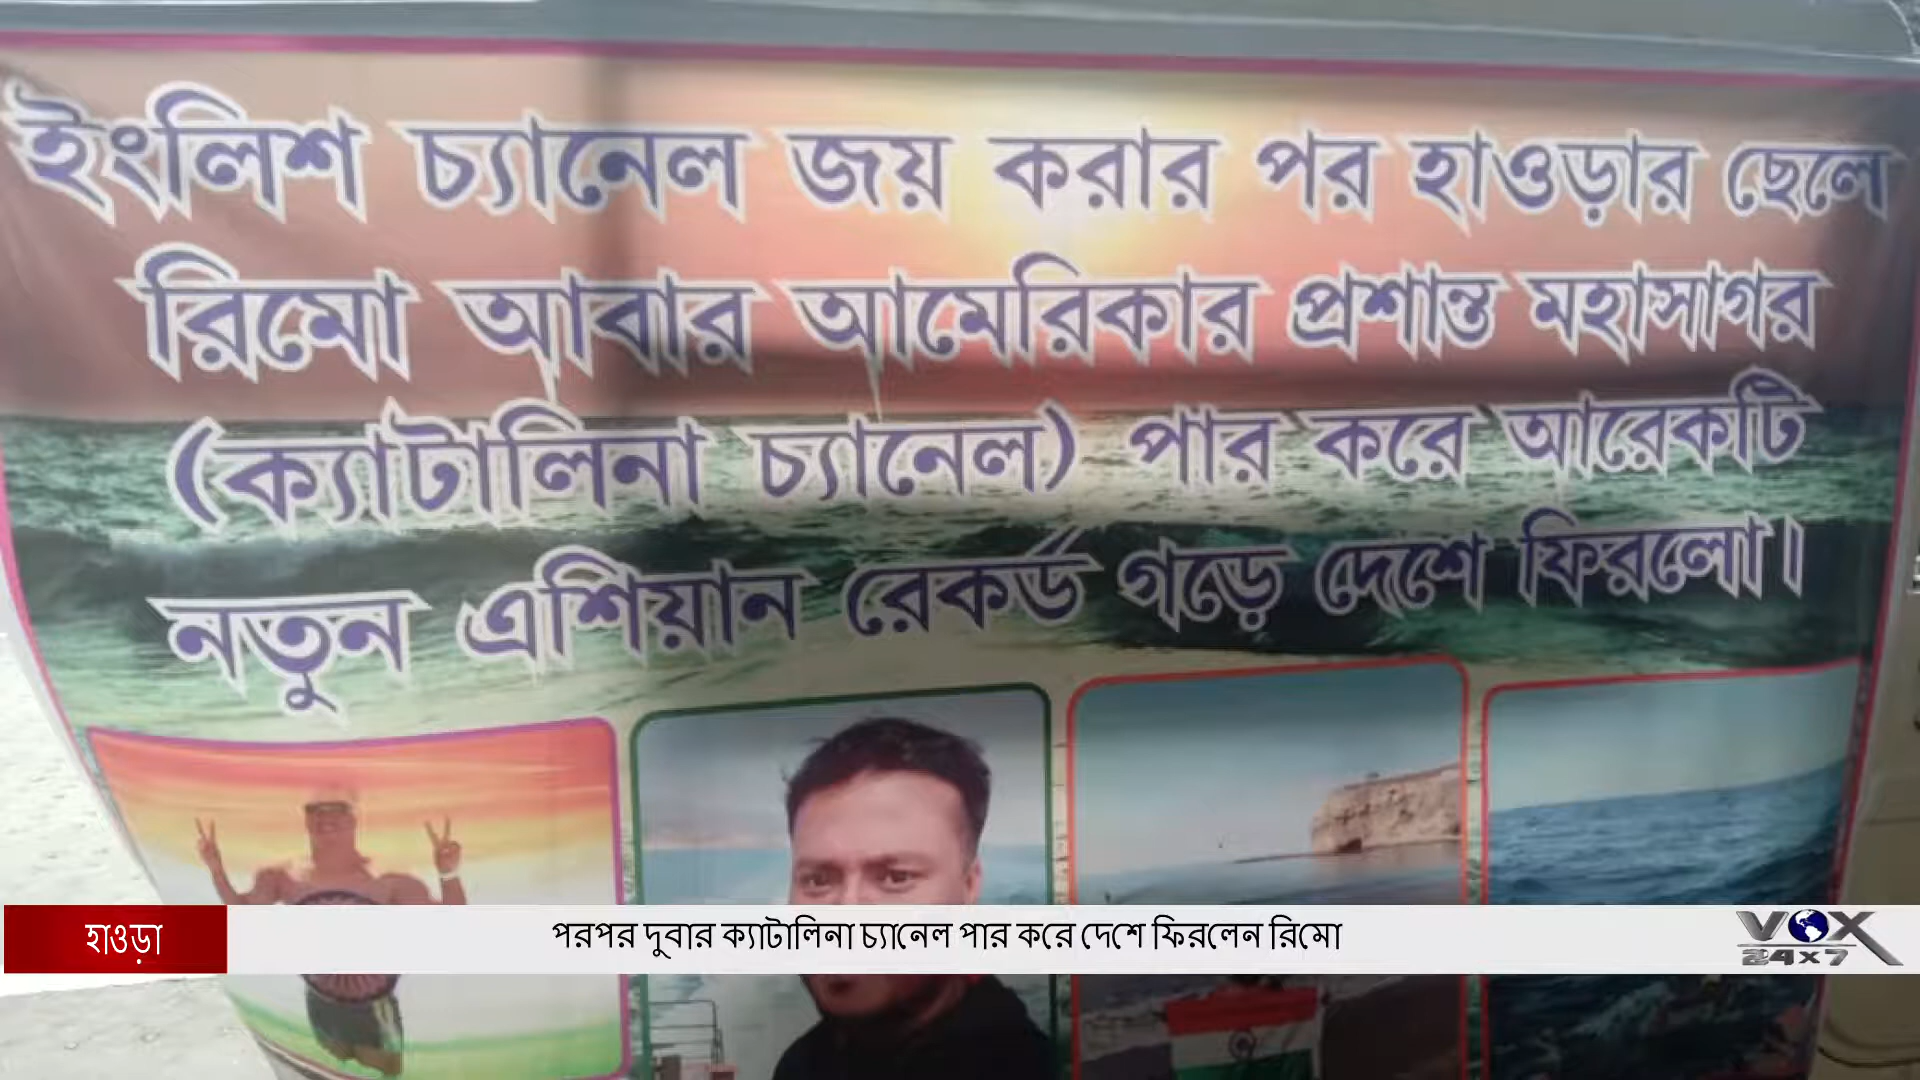 ইংলিশ চ্যানেল জয় করার পর হাওড়ার ছেলে
রিমো আবার আমেরিকার প্রশান্ত মহাসাগর
(ক্যাটালিনা চ্যানেল) পার করে আরেকটি
নতুন এশিয়ান রেকর্ড গড়ে দেশে ফিরলো।
হাওড়া
পরপর দুবার ক্যাটালিনা চ্যানেল পার করে দেশে ফিরলেন রিমো
VOX
24x7